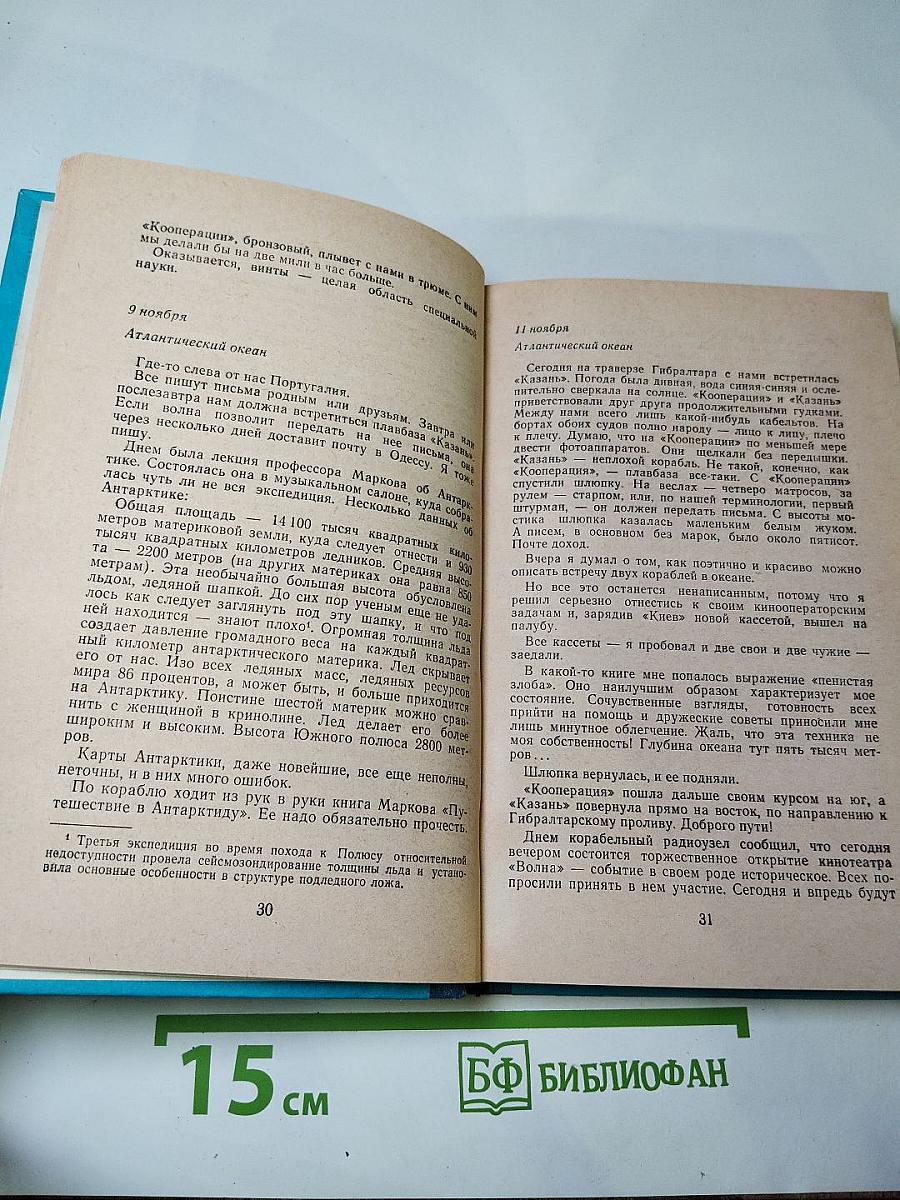 «Кооперации», бронзовый, плывет с нами в трюме. С ним
мы делали бы на две мили в час больше.
Оказывается, винты — целая область специальной
науки.
9 ноября
Атлантический океан
Где-то слева от нас Португалия.
Все пишут письма родным или друзьям. Завтра или
послезавтра нам должна встретиться плавбаза «Казань».
Если волна позволит передать на нее письма, она
через несколько дней доставит почту в Одессу. Я тоже
пишу.
Днем была лекция профессора Маркова об Антарк-
тике. Состоялась она в музыкальном салоне, куда собра-
лась чуть ли не вся экспедиция. Несколько данных об
Антарктике:
Общая площадь — 14 100 тысяч квадратных кило-
метров материковой земли, куда следует отнести и 930
тысяч квадратных километров ледников. Средняя высо-
та — 2200 метров (на других материках она равна 850
метрам). Эта необычайно большая высота обусловлена
льдом, ледяной шапкой. До сих пор ученым еще не уда-
лось как следует заглянуть под эту шапку, и что под
ней находится — знают плохо¹. Огромная толщина льда
создает давление громадного веса на каждый квадрат-
ный километр антарктического материка. Лед скрывает
его от нас. Изо всех ледяных масс, ледяных ресурсов
мира 86 процентов, а может быть, и больше приходится
на Антарктику. Поистине шестой материк можно срав-
нить с женщиной в кринолине. Лед делает его более
широким и высоким. Высота Южного полюса 2800 мет-
ров.
Карты Антарктики, даже новейшие, все еще неполны,
неточны, и в них много ошибок.
По кораблю ходит из рук в руки книга Маркова «Пу-
тешествие в Антарктиду». Ее надо обязательно прочесть.
¹ Третья экспедиция во время похода к Полюсу относительной
недоступности провела сейсмозондирование толщины льда и устано-
вила основные особенности в структуре подледного ложа.
30
11 ноября
Атлантический океан
Сегодня на траверзе Гибралтара с нами встретилась
«Казань». Погода была дивная, вода синяя-синяя и осле-
пительно сверкала на солнце. «Кооперация» и «Казань»
приветствовали друг друга продолжительными гудками.
Между нами всего лишь какой-нибудь кабельтов. На
бортах обоих судов полно народу — лицо к липу, плечо
к плечу. Думаю, что на «Кооперации» по меньшей мере
двести фотоаппаратов. Они щелкали без передышки.
«Казань» — неплохой корабль. Не такой, конечно, как
«Кооперация», — плавбаза все-таки. С «Кооперации»
спустили шлюпку. На веслах — четверо матросов, за
рулем — старпом, или, по нашей терминологии, первый
штурман, — он должен передать письма. С высоты мо-
стика шлюпка казалась маленьким белым жуком.
А писем, в основном без марок, было около пятисот.
Почте доход.
Вчера я думал о том, как поэтично и красиво можно
описать встречу двух кораблей в океане.
Но все это останется ненаписанным, потому что я
решил серьезно отнестись к своим кинооператорским
задачам и, зарядив «Киев» новой кассетой, вышел на
палубу.
Все кассеты — я пробовал и две свои и две чужие —
заедали.
В какой-то книге мне попалось выражение «пенистая
злоба». Оно наилучшим образом характеризует мое
состояние. Сочувственные взгляды, готовность всех
прийти на помощь и дружеские советы приносили мне
лишь минутное облегчение. Жаль, что эта техника не
моя собственность! Глубина океана тут пять тысяч мет-
ров...
Шлюпка вернулась, и ее подняли.
«Кооперация» пошла дальше своим курсом на юг, а
«Казань» повернула прямо на восток, по направлению к
Гибралтарскому проливу. Доброго пути!
Днем корабельный радиоузел сообщил, что сегодня
вечером состоится торжественное открытие кинотеатра
«Волна» — событие в своем роде историческое. Всех по-
просили принять в нем участие. Сегодня и впредь будут
31
15 см
БФ БИБЛИОФАН